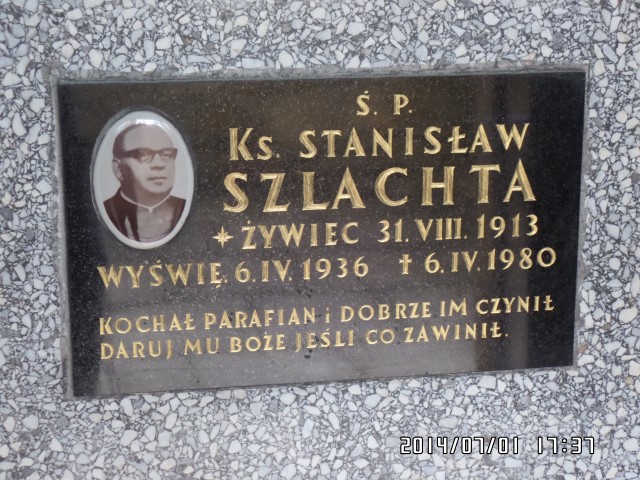 Ś. P.
Ks. STANISŁAW
SZLACHTA
* ŻYWIEC 31. VIII. 1913
WYŚWIĘ. 6. IV. 1936 † 6. IV. 1980
KOCHAŁ PARAFIAN i DOBRZE IM CZYNIŁ
DARUJ MU BOŻE JEŚLI CO ZAWINIŁ.
2014/07/01 17:37